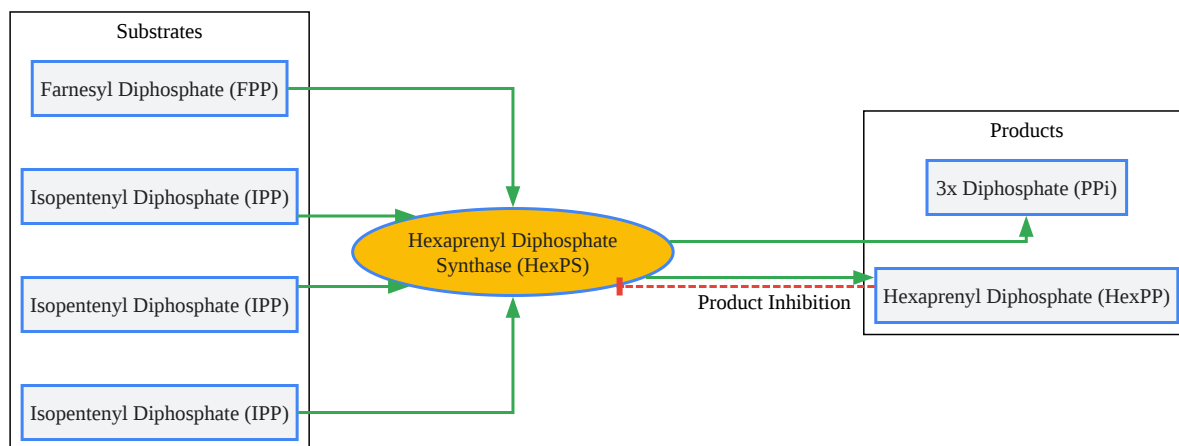 Substrates
Farnesyl Diphosphate (FPP)
Isopentenyl Diphosphate (IPP)
Isopentenyl Diphosphate (IPP)
Isopentenyl Diphosphate (IPP)
Hexaprenyl Diphosphate
Synthase (HexPS)
Product Inhibition
Products
3x Diphosphate (PPi)
Hexaprenyl Diphosphate (HexPP)